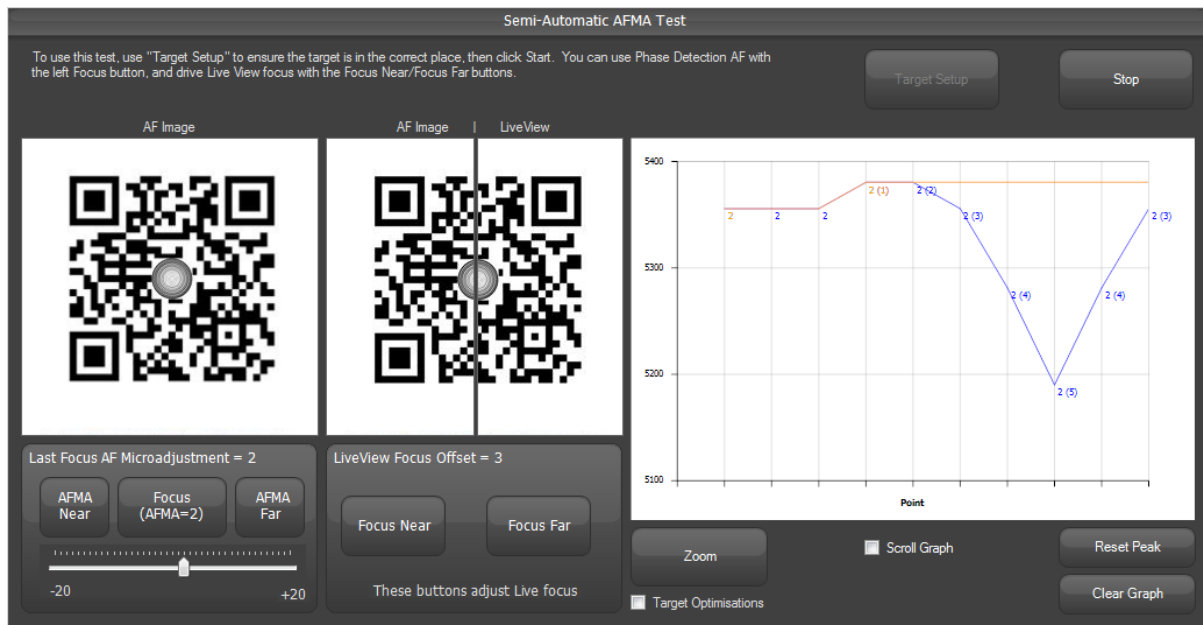 Semi-Automatic AFMA Test
To use this test, use "Target Setup" to ensure the target is in the correct place, then click Start.  You can use Phase Detection AF with
the left Focus button, and drive Live View focus with the Focus Near/Focus Far buttons.
Target Setup
Stop
AF Image
AF Image | LiveView
5400
5300
5200
5100
2
2
2
2 (1)
2 (2)
2 (3)
2 (4)
2 (5)
2 (4)
2 (3)
Point
Last Focus AF Microadjustment = 2
AFMA
Near
Focus
(AFMA=2)
AFMA
Far
-20
+20
LiveView Focus Offset = 3
Focus Near
Focus Far
These buttons adjust Live focus
Zoom
Scroll Graph
Reset Peak
Target Optimisations
Clear Graph